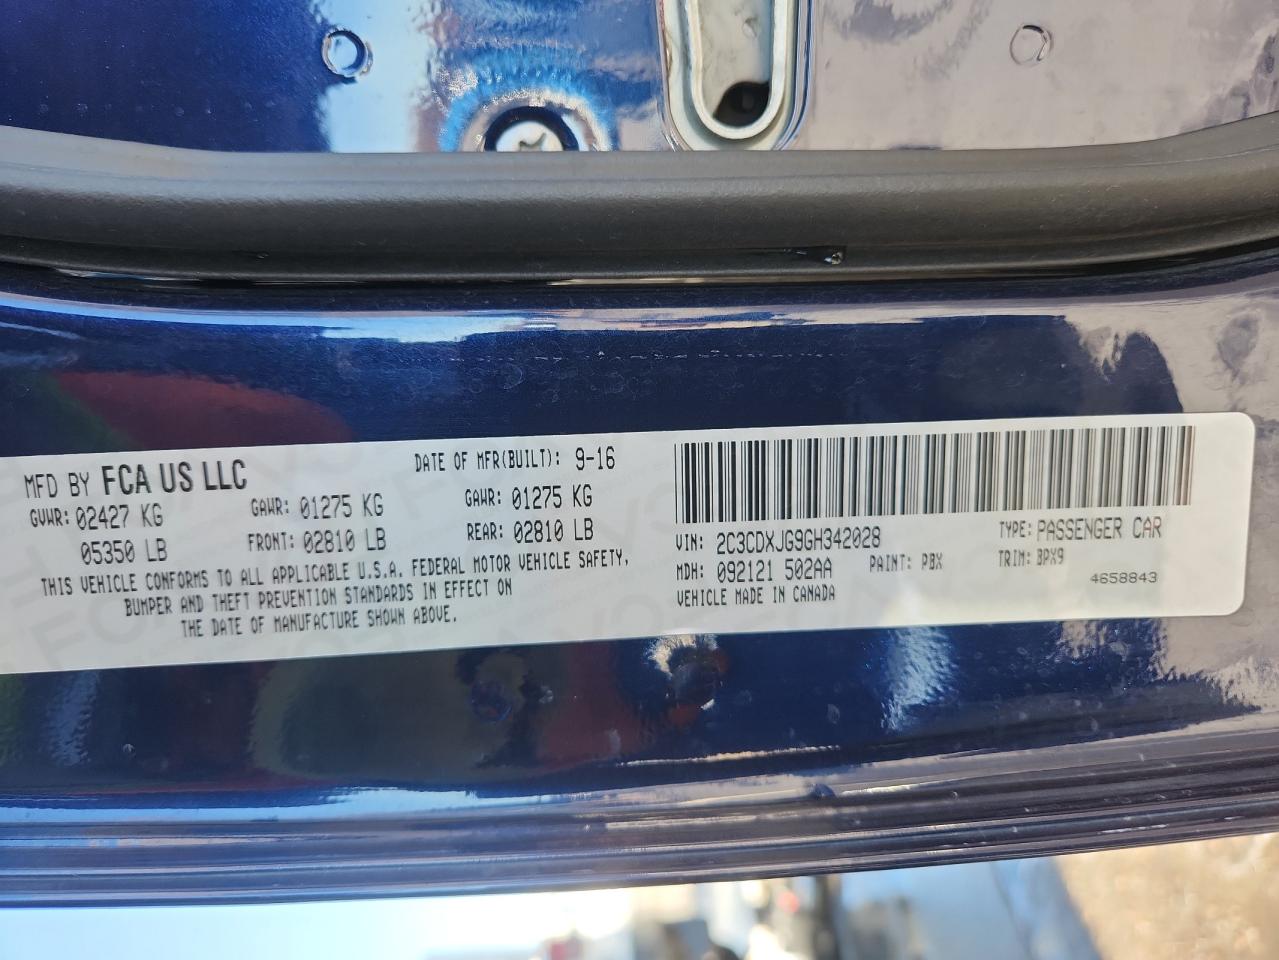 MFD BY FCA US LLC DATE OF MFR(BUILT): 9-16
GVWR: 02427 KG GAWR: 01275 KG GAWR: 01275 KG
05350 LB FRONT: 02810 LB REAR: 02810 LB
THIS VEHICLE CONFORMS TO ALL APPLICABLE U.S.A. FEDERAL MOTOR VEHICLE SAFETY,
BUMPER AND THEFT PREVENTION STANDARDS IN EFFECT ON
THE DATE OF MANUFACTURE SHOWN ABOVE.
VIN: 2C3CDXJG9GH342028 TYPE: PASSENGER CAR
MDH: 092121 502AA PAINT: PBX TRIM: BPX9
VEHICLE MADE IN CANADA 4658843